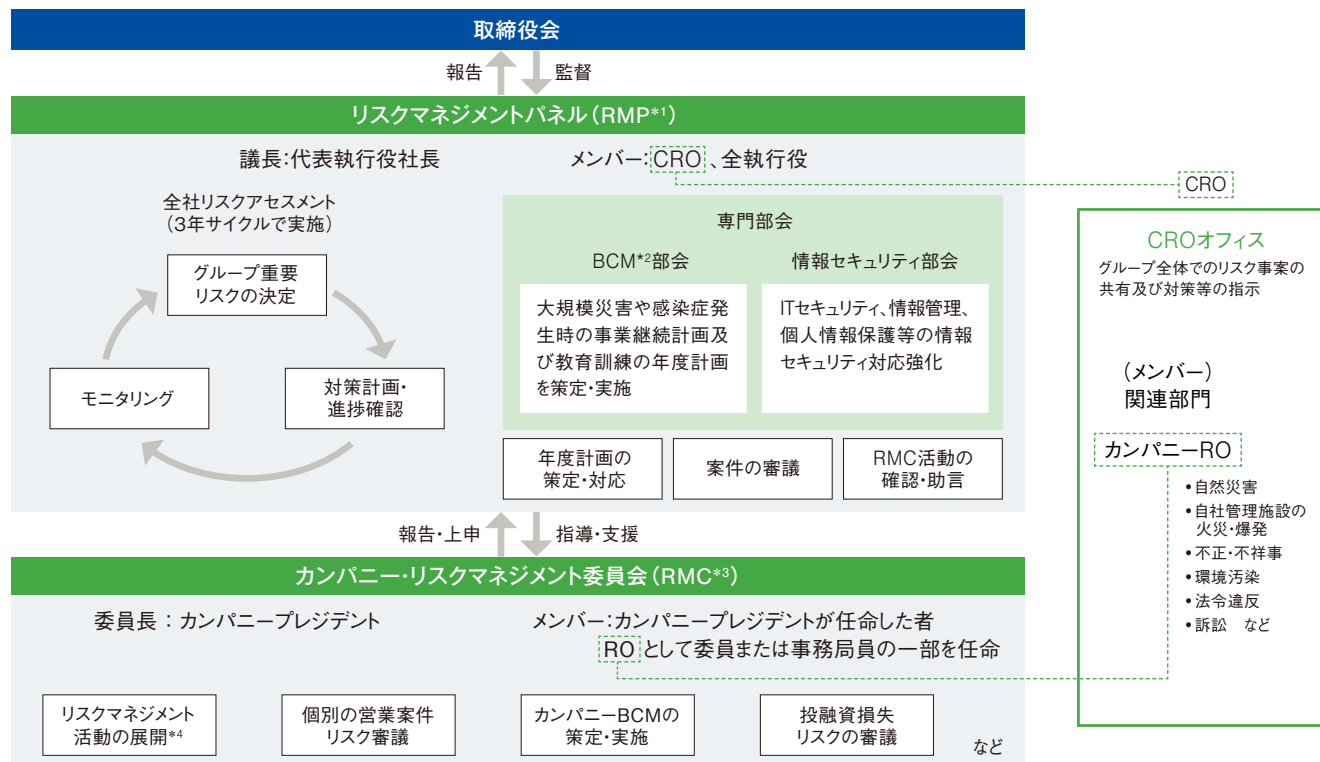 取締役会
報告
監督
リスクマネジメントパネル(RMP*1)
議長:代表執行役社長
メンバー:CRO、全執行役
全社リスクアセスメント
(3年サイクルで実施)
グループ重要
リスクの決定
対策計画・
進捗確認
モニタリング
専門部会
BCM*2部会
大規模災害や感染症発
生時の事業継続計画及
び教育訓練の年度計画
を策定・実施
情報セキュリティ部会
ITセキュリティ、情報管理、
個人情報保護等の情報
セキュリティ対応強化
年度計画の
策定・対応
案件の審議
RMC活動の
確認・助言
報告・上申
指導・支援
カンパニー・リスクマネジメント委員会(RMC*3)
委員長:カンパニープレジデント
メンバー:カンパニープレジデントが任命した者
ROとして委員または事務局員の一部を任命
リスクマネジメント
活動の展開*4
個別の営業案件
リスク審議
カンパニーBCMの
策定・実施
投融資損失
リスクの審議
など
CRO
CROオフィス
グループ全体でのリスク事案の
共有及び対策等の指示
(メンバー)
関連部門
カンパニーRO
•自然災害
•自社管理施設の
火災・爆発
•不正・不祥事
•環境汚染
•法令違反
•訴訟 など